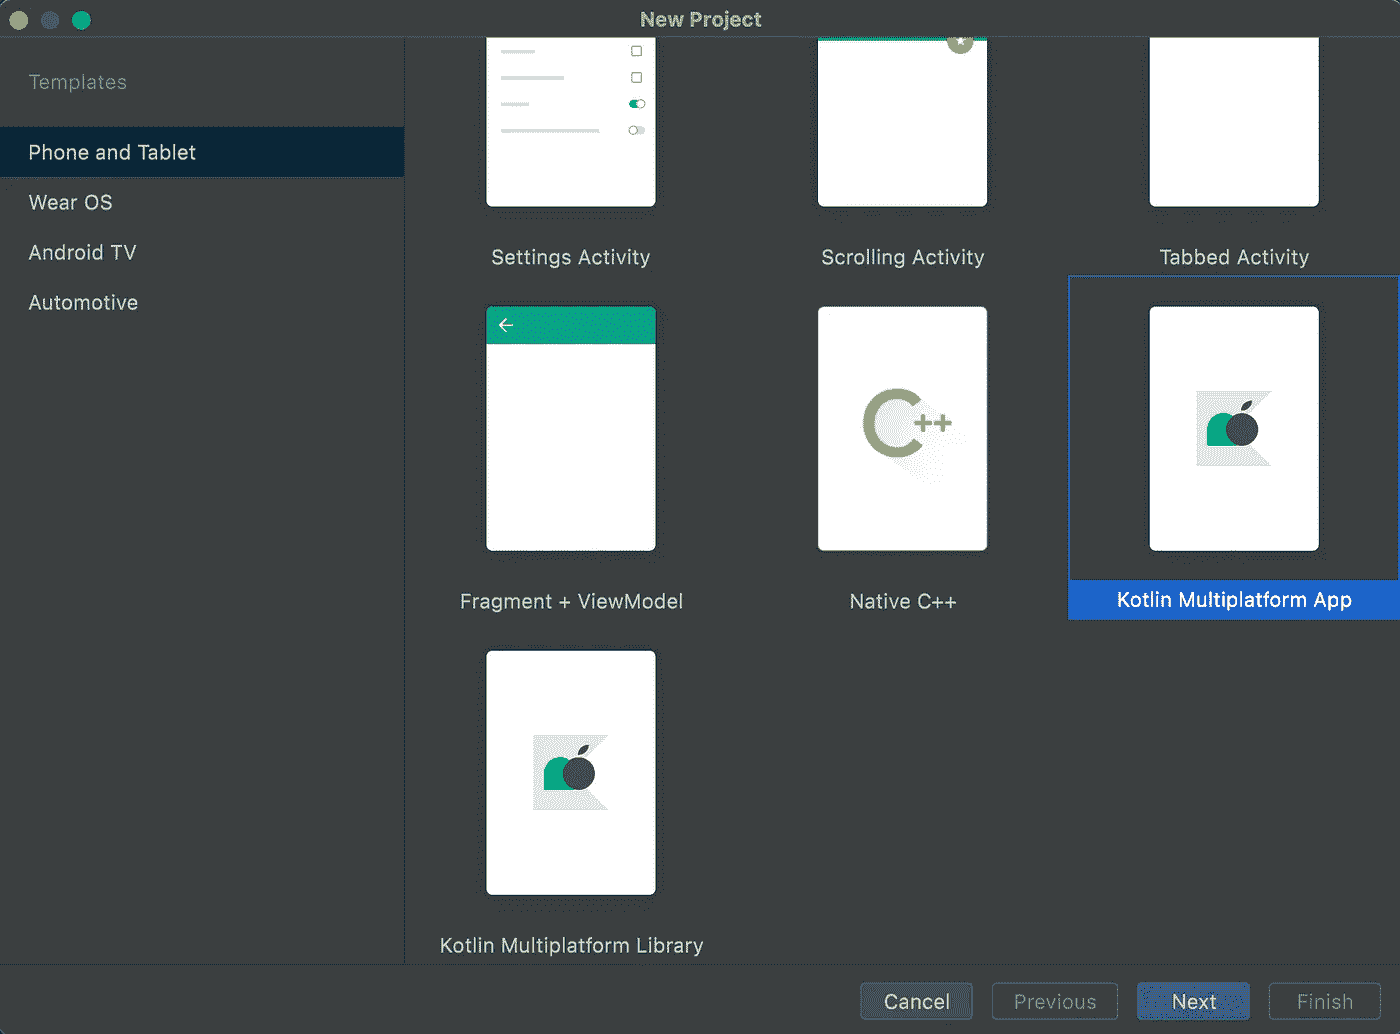 New Project
Templates
Phone and Tablet
Wear OS
Android TV
Automotive
Settings Activity
Scrolling Activity
Tabbed Activity
C++
Fragment + ViewModel
Native C++
Kotlin Multiplatform App
Kotlin Multiplatform Library
Cancel
Previous
Next
Finish